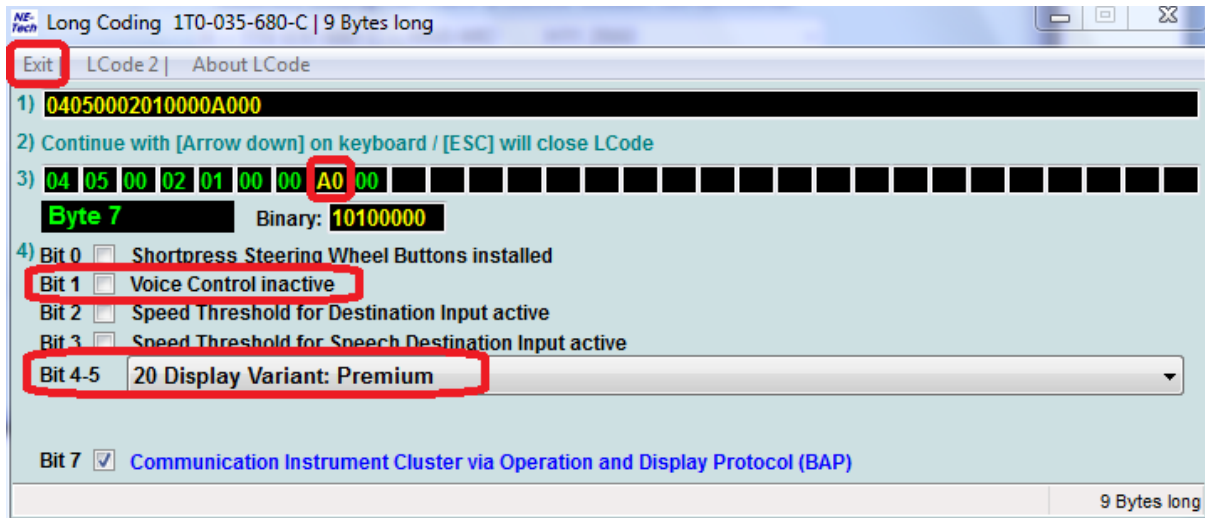 NE-Tech Long Coding 1T0-035-680-C | 9 Bytes long
Exit | LCode 2 | About LCode
1) 04050002010000A000
2) Continue with [Arrow down] on keyboard / [ESC] will close LCode
3) 04 05 00 02 01 00 00 A0 00
Byte 7 Binary: 10100000
4) Bit 0 Shortpress Steering Wheel Buttons installed
Bit 1 Voice Control inactive
Bit 2 Speed Threshold for Destination Input active
Bit 3 Speed Threshold for Speech Destination Input active
Bit 4-5 20 Display Variant: Premium
Bit 7 Communication Instrument Cluster via Operation and Display Protocol (BAP)
9 Bytes long